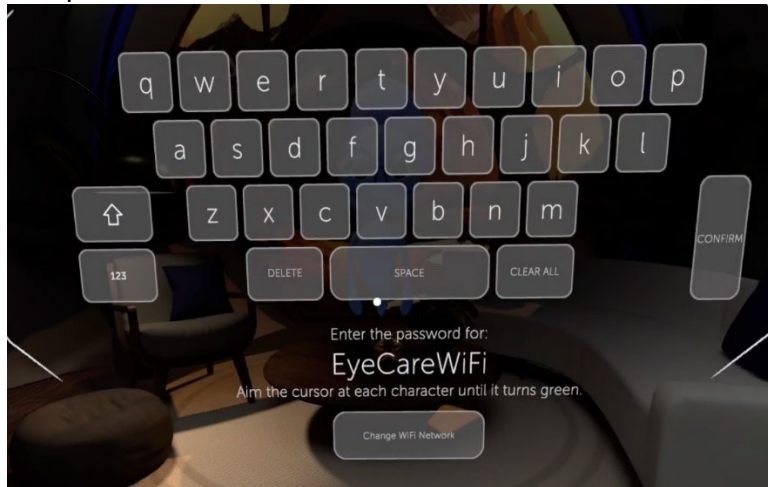 q w e r t y u i o p
a s d f g h j k l
z x c v b n m
CONFIRM
123 DELETE SPACE CLEAR ALL
Enter the password for:
EyeCareWiFi
Aim the cursor at each character until it turns green.
Change WiFi Network